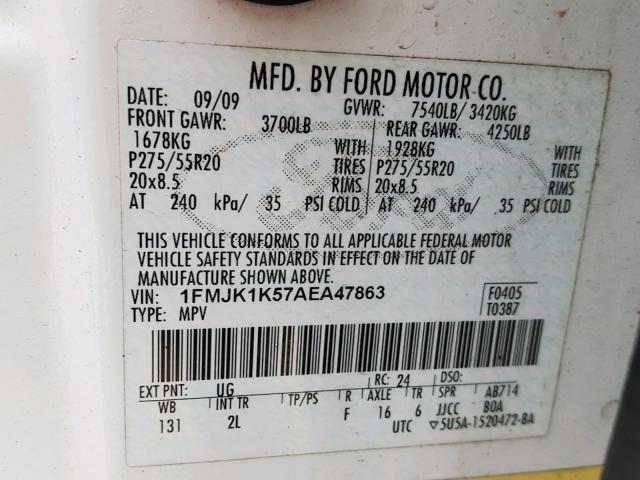 MFD. BY FORD MOTOR CO.
DATE: 09/09 GVWR: 7540LB/ 3420KG
FRONT GAWR: 3700LB REAR GAWR: 4250LB
1678KG WITH 1928KG WITH
P275/55R20 TIRES P275/55R20 TIRES
20x8.5 RIMS 20x8.5 RIMS
AT 240 kPa/ 35 PSI COLD AT 240 kPa/ 35 PSI COLD
THIS VEHICLE CONFORMS TO ALL APPLICABLE FEDERAL MOTOR
VEHICLE SAFETY STANDARDS IN EFFECT ON THE DATE OF
MANUFACTURE SHOWN ABOVE.
VIN: 1FMJK1K57AEA47863 F0405
TYPE: MPV T0387
EXT PNT: UG RC: 24 DSO:
WB INT TR TP/PS R AXLE TR SPR AB714
131 2L F 16 6 JJCC BOA
UTC ▽5U5A-1520472-BA